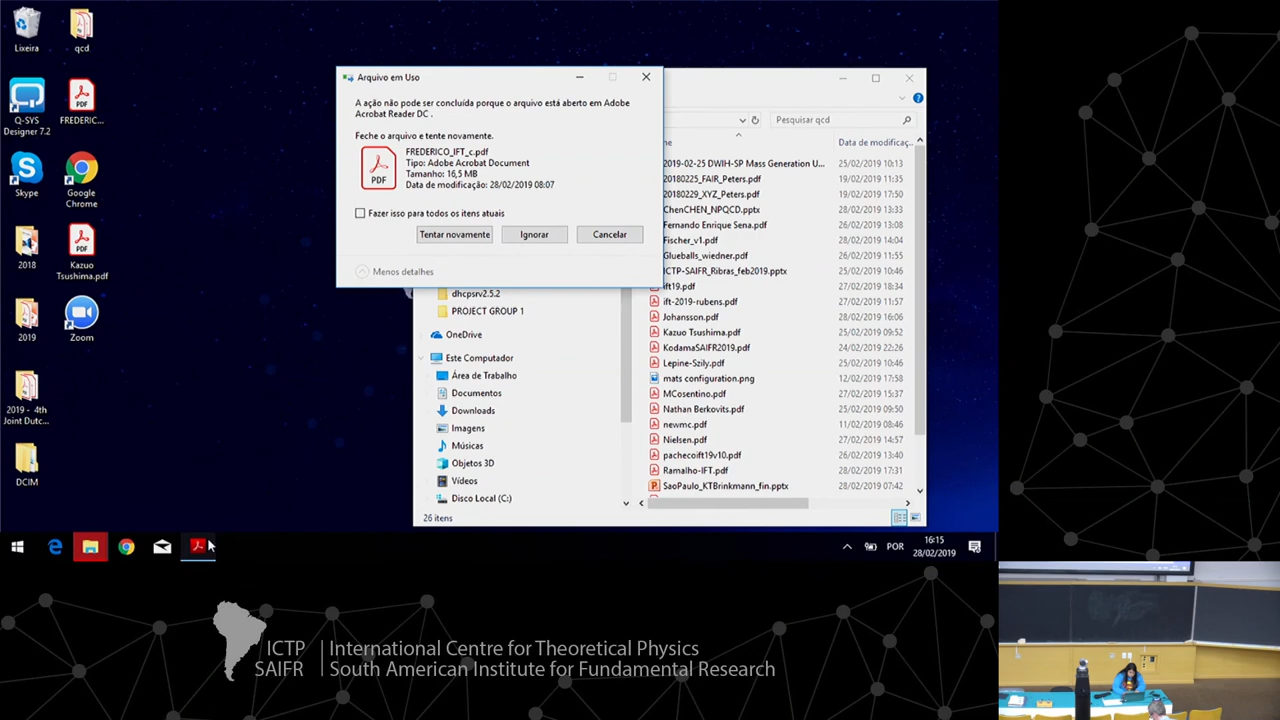 Lixeira
qcd
Q-SYS
Designer 7.2
FREDERIC...
Skype
Google
Chrome
2018
Kazuo
Tsushima.pdf
2019
Zoom
2019 - 4th
Joint Dutc...
DCIM
Arquivo em Uso
A ação não pode ser concluída porque o arquivo está aberto em Adobe
Acrobat Reader DC .
Feche o arquivo e tente novamente.
FREDERICO_IFT_c.pdf
Tipo: Adobe Acrobat Document
Tamanho: 16,5 MB
Data de modificação: 28/02/2019 08:07
PDF
Fazer isso para todos os itens atuais
Tentar novamente
Ignorar
Cancelar
Menos detalhes
Pesquisar qcd
Data de modificaç...
2019-02-25 DWIH-SP Mass Generation U... 25/02/2019 10:13
20180225_FAIR_Peters.pdf 19/02/2019 11:35
20180229_XYZ_Peters.pdf 19/02/2019 17:50
ChenCHEN_NPQCD.pptx 28/02/2019 13:33
Fernando Enrique Sena.pdf 26/02/2019 13:08
Fischer_v1.pdf 28/02/2019 10:40
Glueballs_wiedner.pdf 26/02/2019 11:55
ICTP-SAIFR_Ribras_feb2019.pptx 25/02/2019 10:46
ift19.pdf 27/02/2019 18:34
ift-2019-rubens.pdf 27/02/2019 11:57
Johansson.pdf 28/02/2019 16:06
Kazuo Tsushima.pdf 25/02/2019 09:52
KodamaSAIFR2019.pdf 24/02/2019 22:26
Lepine-Szily.pdf 25/02/2019 10:46
mats configuration.png 12/02/2019 17:58
MCosentino.pdf 27/02/2019 15:37
Nathan Berkovits.pdf 25/02/2019 09:50
newmc.pdf 11/02/2019 08:46
Nielsen.pdf 27/02/2019 14:57
pachecoift19v10.pdf 26/02/2019 13:40
Ramalho-IFT.pdf 28/02/2019 17:31
SaoPaulo_KTBrinkmann_fin.pptx 28/02/2019 07:42
dhcpsrv2.5.2
PROJECT GROUP 1
OneDrive
Este Computador
Área de Trabalho
Documentos
Downloads
Imagens
Músicas
Objetos 3D
Vídeos
Disco Local (C:)
26 itens
POR
16:15
28/02/2019
ICTP
SAIFR
International Centre for Theoretical Physics
South American Institute for Fundamental Research